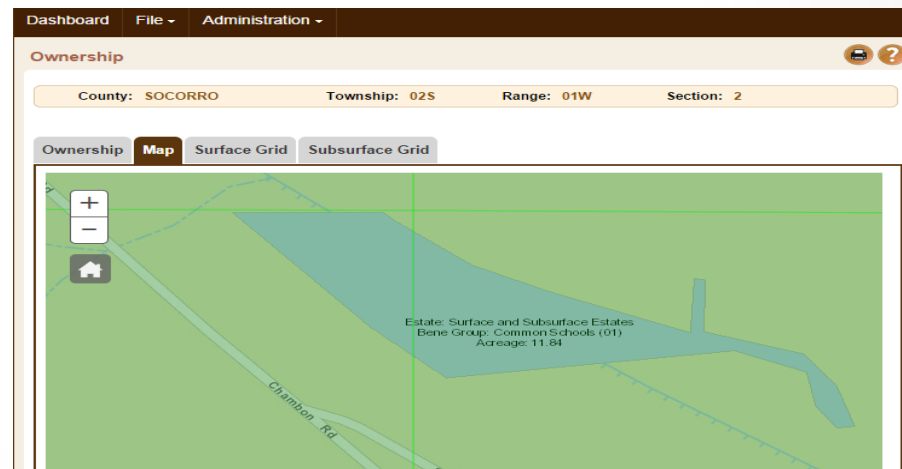 Dashboard File Administration
Ownership
?
County: SOCORRO Township: 02S Range: 01W Section: 2
Ownership Map Surface Grid Subsurface Grid
+
−
Estate: Surface and Subsurface Estates
Bene Group: Common Schools (01)
Acreage: 11.84
Chambon Rd